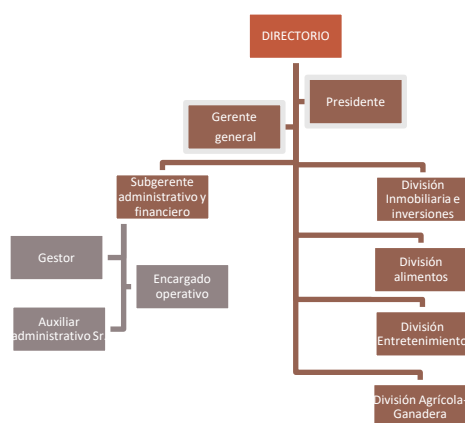 DIRECTORIO
Presidente
Gerente
general
Subgerente
administrativo y
financiero
División
Inmobiliaria e
inversiones
Gestor
División
alimentos
Encargado
operativo
Auxiliar
administrativo Sr.
División
Entretenimiento
División Agrícola-
Ganadera